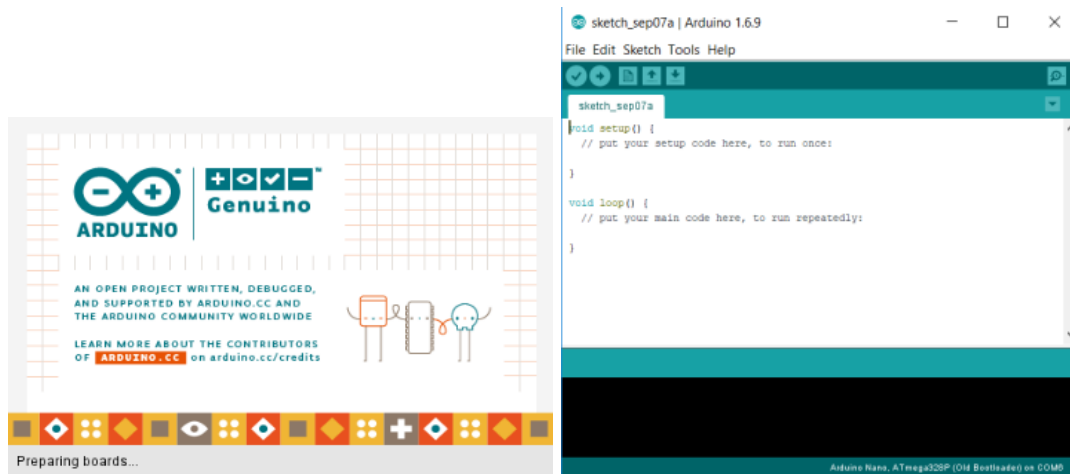 ARDUINO
Genuino™
AN OPEN PROJECT WRITTEN, DEBUGGED,
AND SUPPORTED BY ARDUINO.CC AND
THE ARDUINO COMMUNITY WORLDWIDE
LEARN MORE ABOUT THE CONTRIBUTORS
OF ARDUINO.CC on arduino.cc/credits
Preparing boards...
sketch_sep07a | Arduino 1.6.9
File Edit Sketch Tools Help
sketch_sep07a
void setup() {
// put your setup code here, to run once:
}
void loop() {
// put your main code here, to run repeatedly:
}
Arduino Nano, ATmega328P (Old Bootloader) on COM6